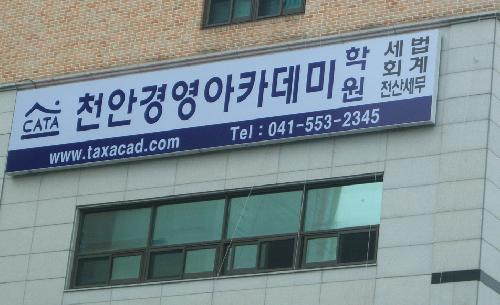 CATA 천안경영아카데미 학원
세법
회계
전산세무
www.taxacad.com Tel : 041-553-2345